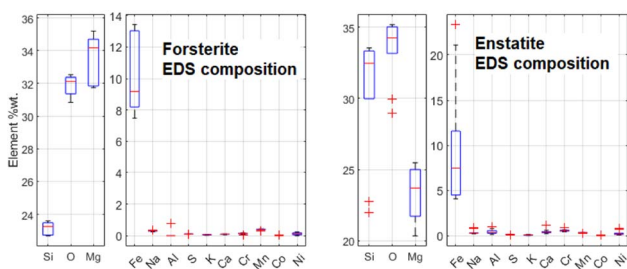 36
34
32
30
28
26
24
Element %wt.
Si O Mg
14
12
10
8
6
4
2
0
Forsterite
EDS composition
Fe Na Al S K Ca Cr Mn Co Ni
35
30
25
20
Si O Mg
20
15
10
5
0
Enstatite
EDS composition
Fe Na Al S K Ca Cr Mn Co Ni